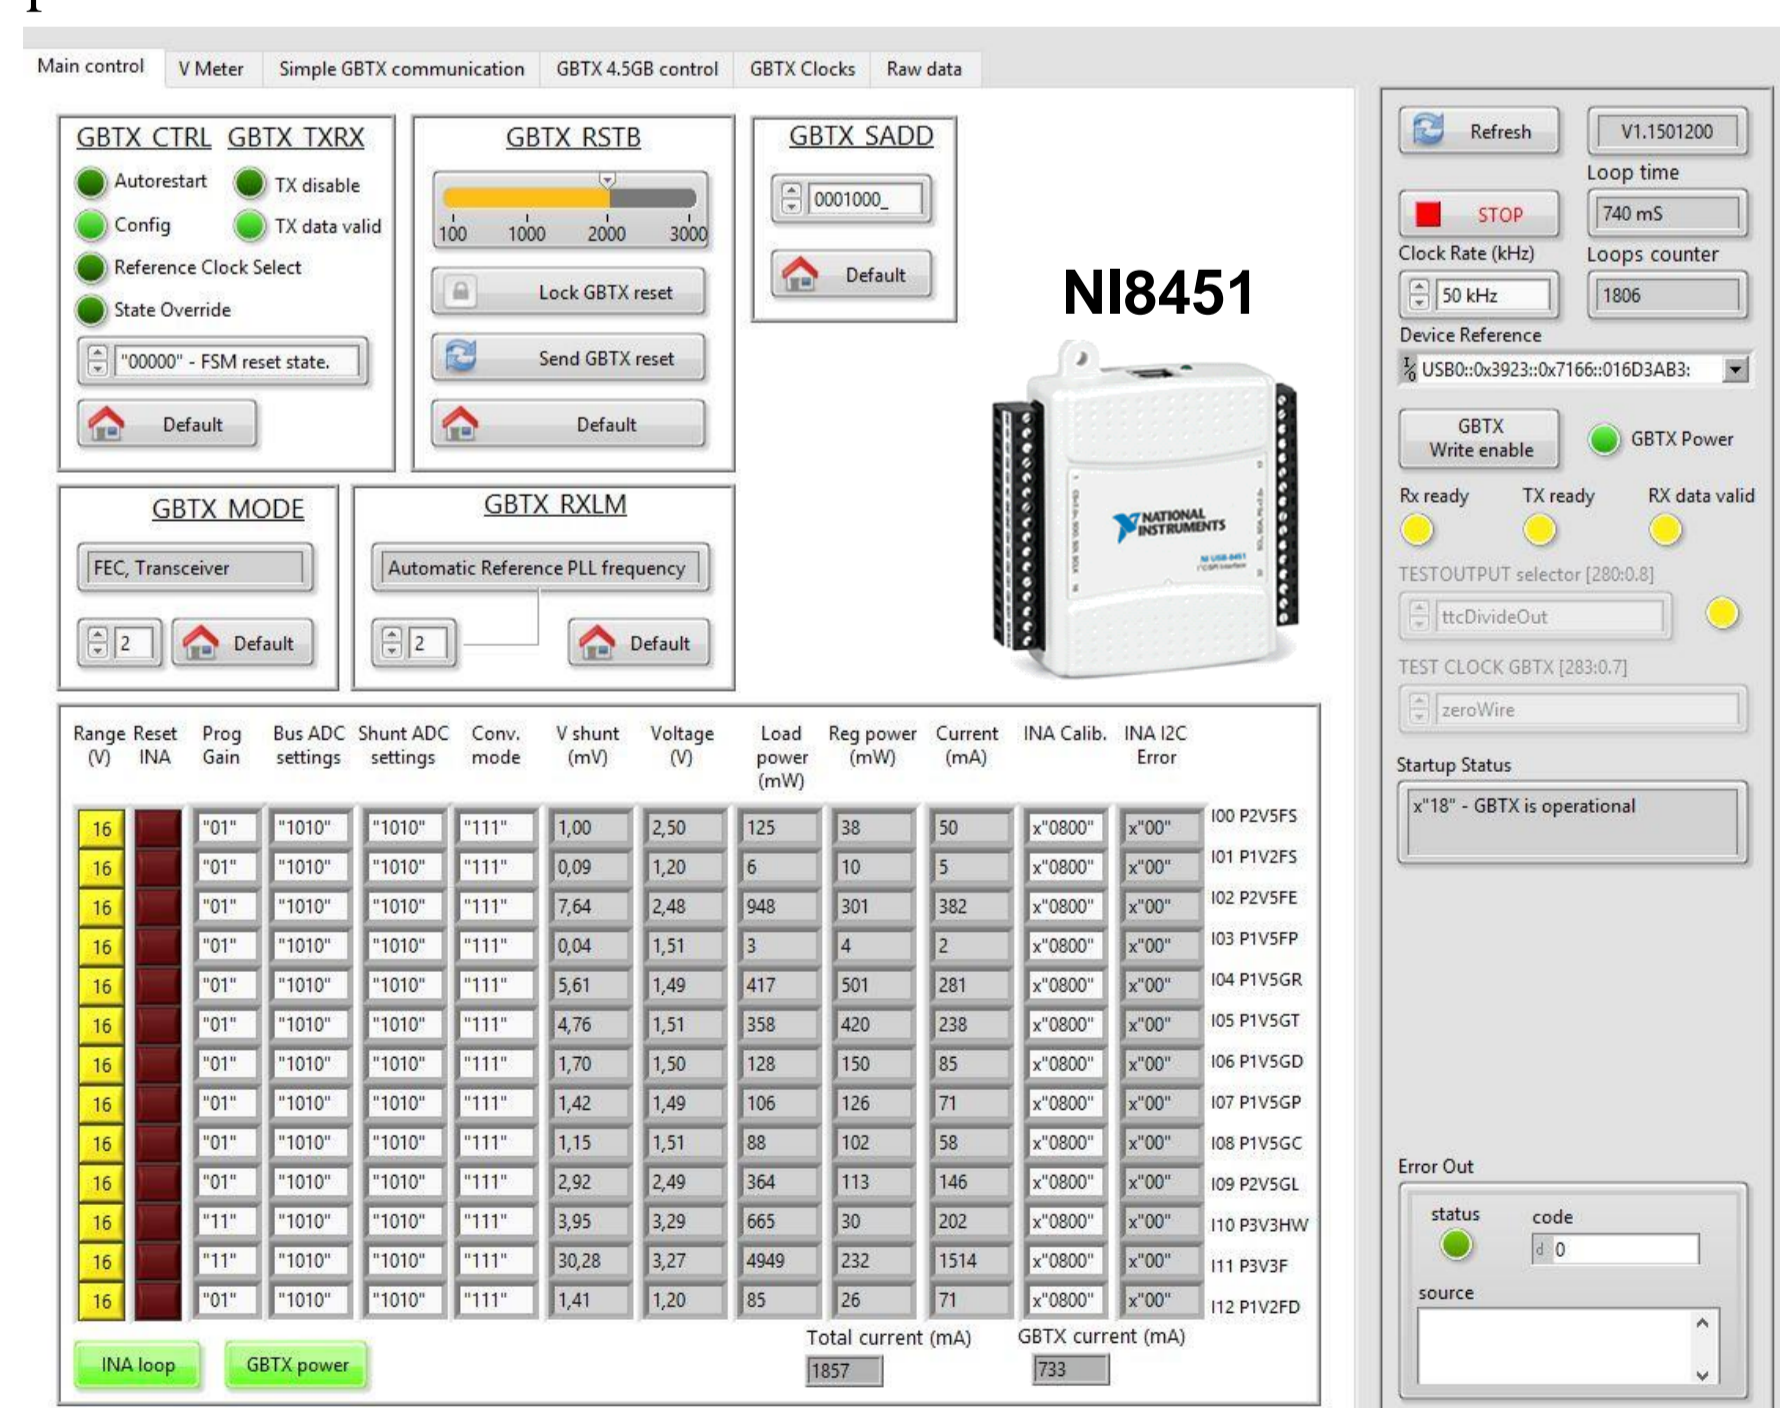 Main control V Meter Simple GBTX communication GBTX 4.5GB control GBTX Clocks Raw data
GBTX CTRL GBTX TXRX
Autorestart TX disable
Config TX data valid
Reference Clock Select
State Override
"00000" - FSM reset state.
Default
GBTX RSTB
100 1000 2000 3000
Lock GBTX reset
Send GBTX reset
Default
GBTX SADD
0001000_
Default
GBTX MODE
FEC, Transceiver
2 Default
GBTX RXLM
Automatic Reference PLL frequency
2 Default
NI8451
NATIONAL
INSTRUMENTS
NI USB-8451
Range (V) Reset INA Prog Gain Bus ADC settings Shunt ADC settings Conv. mode V shunt (mV) Voltage (V) Load power (mW) Reg power (mW) Current (mA) INA Calib. INA I2C Error
16 "01" "1010" "1010" "111" 1,00 2,50 125 38 50 x"0800" x"00" I00 P2V5FS
16 "01" "1010" "1010" "111" 0,09 1,20 6 10 5 x"0800" x"00" I01 P1V2FS
16 "01" "1010" "1010" "111" 7,64 2,48 948 301 382 x"0800" x"00" I02 P2V5FE
16 "01" "1010" "1010" "111" 0,04 1,51 3 4 2 x"0800" x"00" I03 P1V5FP
16 "01" "1010" "1010" "111" 5,61 1,49 417 501 281 x"0800" x"00" I04 P1V5GR
16 "01" "1010" "1010" "111" 4,76 1,51 358 420 238 x"0800" x"00" I05 P1V5GT
16 "01" "1010" "1010" "111" 1,70 1,50 128 150 85 x"0800" x"00" I06 P1V5GD
16 "01" "1010" "1010" "111" 1,42 1,49 106 126 71 x"0800" x"00" I07 P1V5GP
16 "01" "1010" "1010" "111" 1,15 1,51 88 102 58 x"0800" x"00" I08 P1V5GC
16 "01" "1010" "1010" "111" 2,92 2,49 364 113 146 x"0800" x"00" I09 P2V5GL
16 "11" "1010" "1010" "111" 3,95 3,29 665 30 202 x"0800" x"00" I10 P3V3HW
16 "11" "1010" "1010" "111" 30,28 3,27 4949 232 1514 x"0800" x"00" I11 P3V3F
16 "01" "1010" "1010" "111" 1,41 1,20 85 26 71 x"0800" x"00" I12 P1V2FD
INA loop GBTX power
Total current (mA) GBTX current (mA)
1857 733
Refresh V1.1501200
Loop time
STOP 740 mS
Clock Rate (kHz) Loops counter
50 kHz 1806
Device Reference
USB0::0x3923::0x7166::016D3AB3:
GBTX
Write enable
GBTX Power
Rx ready TX ready RX data valid
TESTOUTPUT selector [280:0.8]
ttcDivideOut
TEST CLOCK GBTX [283:0.7]
zeroWire
Startup Status
x"18" - GBTX is operational
Error Out
status code
d 0
source